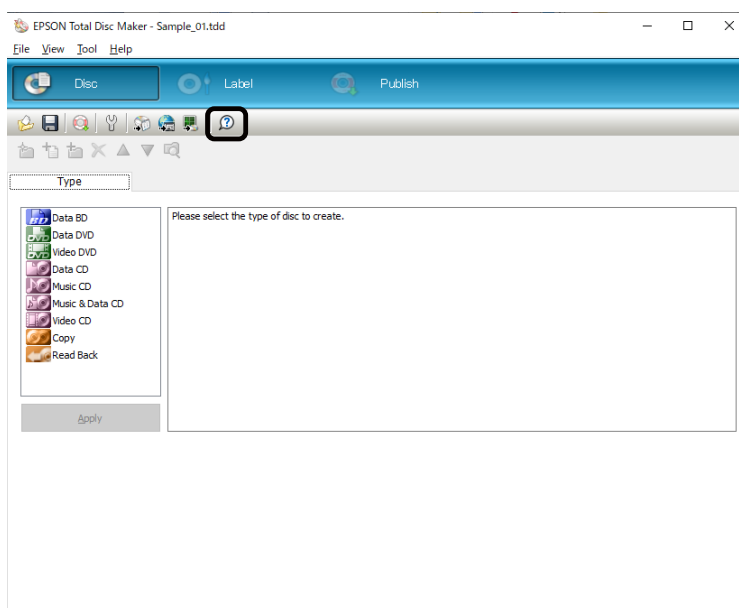 EPSON Total Disc Maker - Sample_01.tdd
File View Tool Help
Disc Label Publish
Type
Data BD
Data DVD
Video DVD
Data CD
Music CD
Music & Data CD
Video CD
Copy
Read Back
Please select the type of disc to create.
Apply